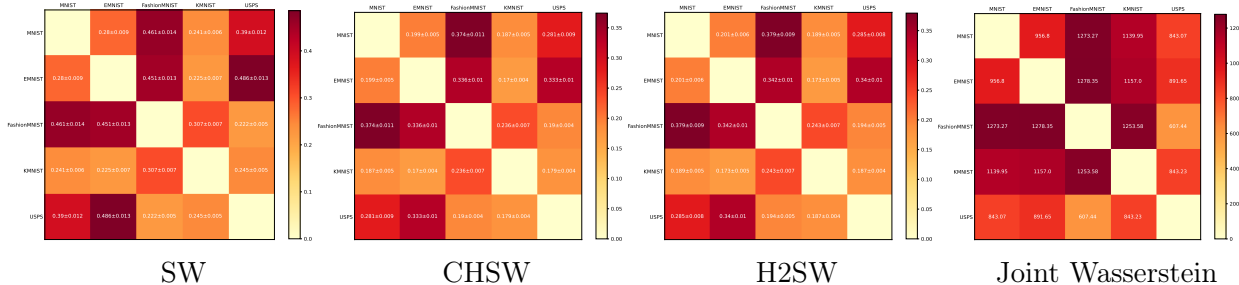 MNIST EMNIST FashionMNIST KMNIST USPS
MNIST 0.28±0.009 0.461±0.014 0.241±0.006 0.39±0.012
EMNIST 0.28±0.009 0.451±0.013 0.225±0.007 0.486±0.013
FashionMNIST 0.461±0.014 0.451±0.013 0.307±0.007 0.222±0.005
KMNIST 0.241±0.006 0.225±0.007 0.307±0.007 0.245±0.005
USPS 0.39±0.012 0.486±0.013 0.222±0.005 0.245±0.005
0.4
0.3
0.2
0.1
0.0
SW
MNIST EMNIST FashionMNIST KMNIST USPS
MNIST 0.199±0.005 0.374±0.011 0.187±0.005 0.281±0.009
EMNIST 0.199±0.005 0.336±0.01 0.17±0.004 0.333±0.01
FashionMNIST 0.374±0.011 0.336±0.01 0.236±0.007 0.19±0.004
KMNIST 0.187±0.005 0.17±0.004 0.236±0.007 0.179±0.004
USPS 0.281±0.009 0.333±0.01 0.19±0.004 0.179±0.004
0.35
0.30
0.25
0.20
0.15
0.10
0.05
0.00
CHSW
MNIST EMNIST FashionMNIST KMNIST USPS
MNIST 0.201±0.006 0.379±0.009 0.189±0.005 0.285±0.008
EMNIST 0.201±0.006 0.342±0.01 0.173±0.005 0.34±0.01
FashionMNIST 0.379±0.009 0.342±0.01 0.243±0.007 0.194±0.005
KMNIST 0.189±0.005 0.173±0.005 0.243±0.007 0.187±0.004
USPS 0.285±0.008 0.34±0.01 0.194±0.005 0.187±0.004
0.35
0.30
0.25
0.20
0.15
0.10
0.05
0.00
H2SW
MNIST EMNIST FashionMNIST KMNIST USPS
MNIST 956.8 1273.27 1139.95 843.07
EMNIST 956.8 1278.35 1157.0 891.65
FashionMNIST 1273.27 1278.35 1253.58 607.44
KMNIST 1139.95 1157.0 1253.58 843.23
USPS 843.07 891.65 607.44 843.23
1200
1000
800
600
400
200
0
Joint Wasserstein